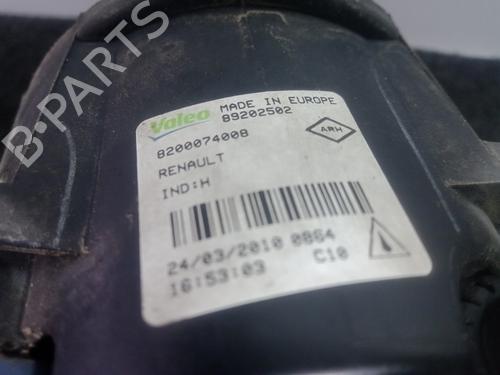 Valeo MADE IN EUROPE
89202502
8200074008
ARH
RENAULT
IND:H
24/03/2010 0864 C10
16:53:03
B-PARTS